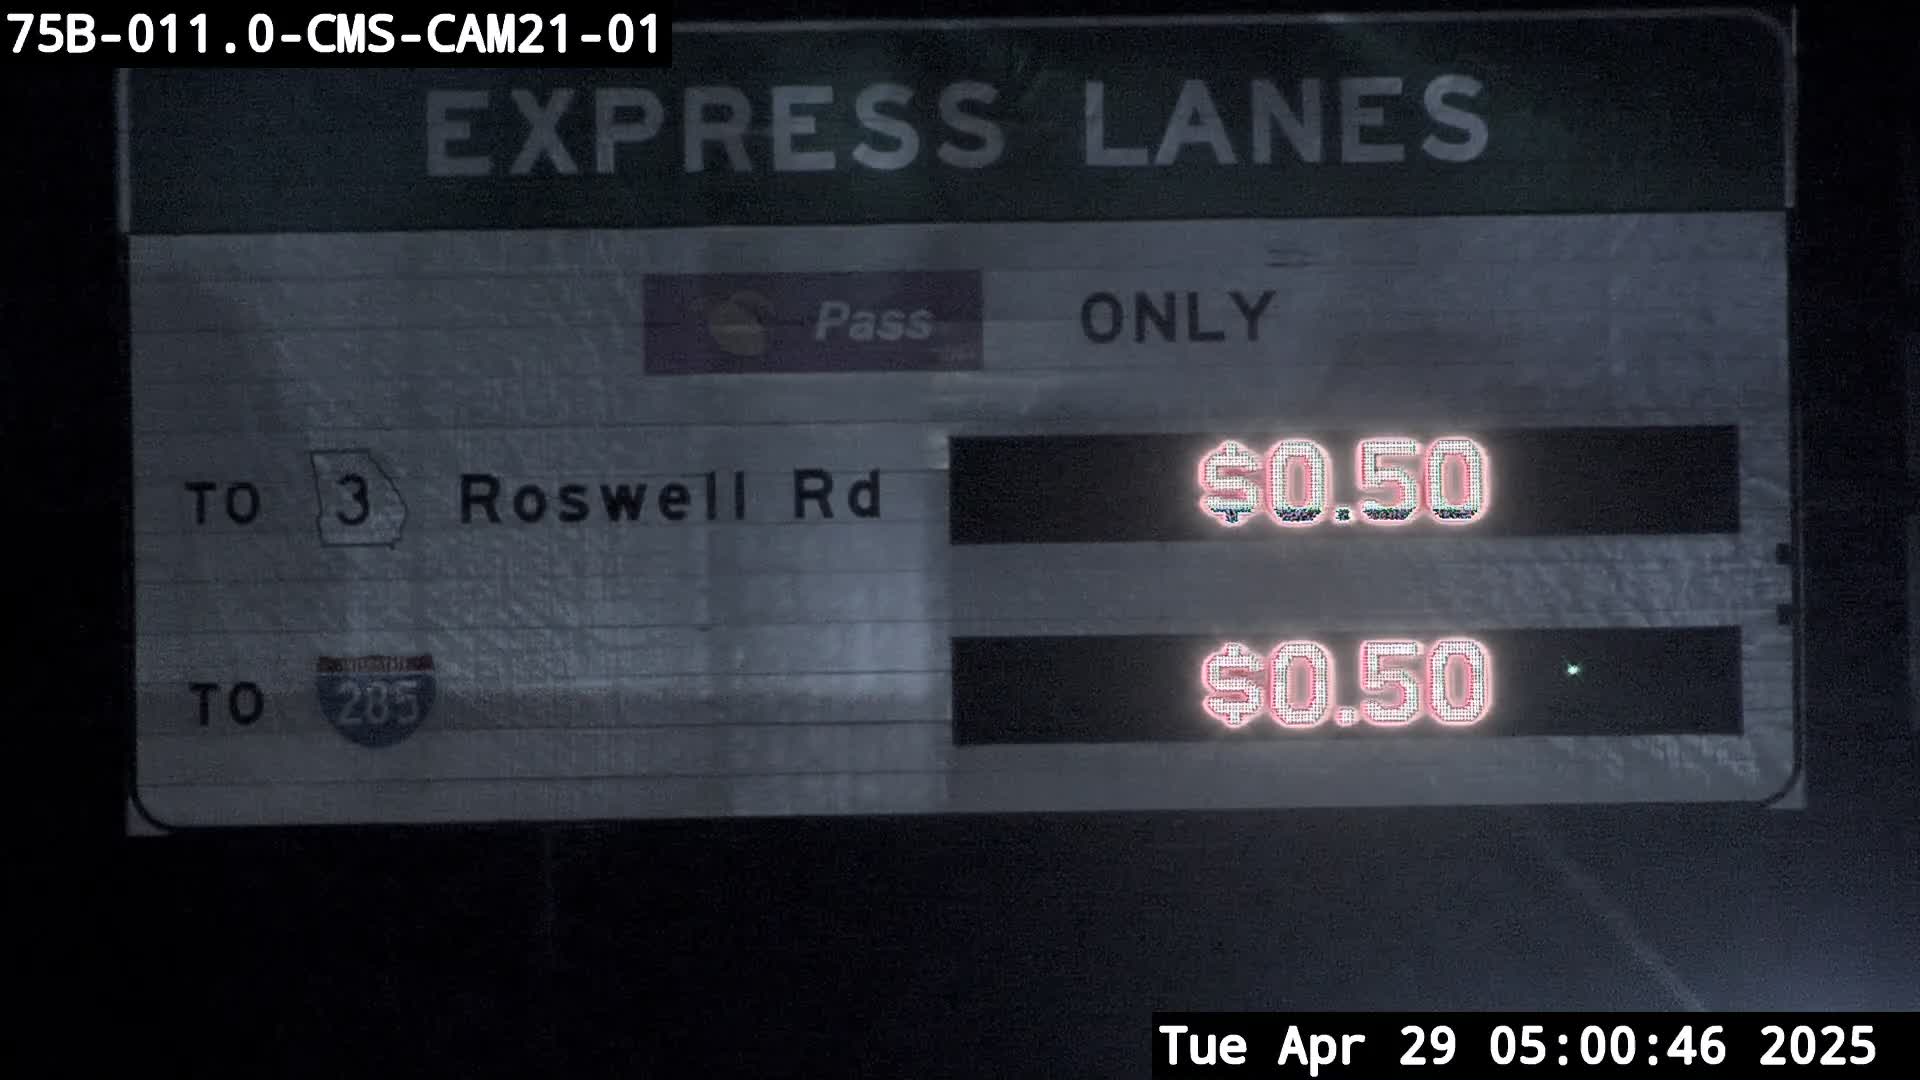 75B-011.0-CMS-CAM21-01
EXPRESS LANES
Pass ONLY
TO 3 Roswell Rd $0.50
TO 285 $0.50
Tue Apr 29 05:00:46 2025